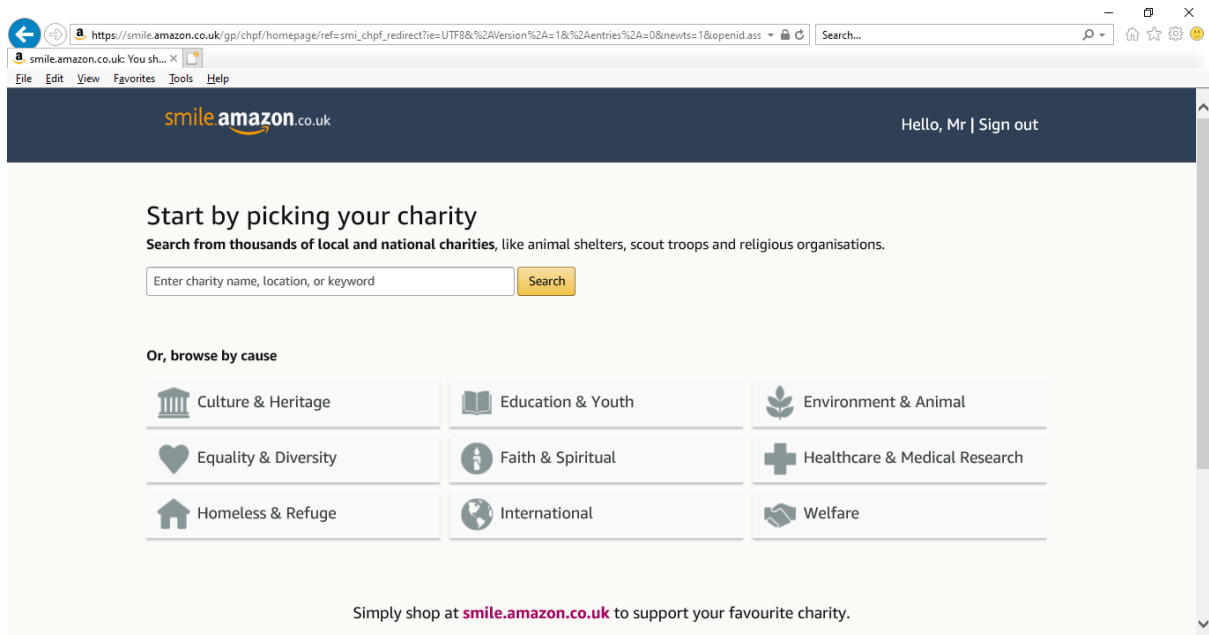 https://smile.amazon.co.uk/gp/chpf/homepage/ref=smi_chpf_redirect?ie=UTF8&%2AVersion%2A=1&%2Aentries%2A=0&newts=1&openid.ass
Search...
smile.amazon.co.uk: You sh...
File Edit View Favorites Tools Help
smile.amazon.co.uk
Hello, Mr | Sign out
Start by picking your charity
Search from thousands of local and national charities, like animal shelters, scout troops and religious organisations.
Enter charity name, location, or keyword Search
Or, browse by cause
Culture & Heritage Education & Youth Environment & Animal
Equality & Diversity Faith & Spiritual Healthcare & Medical Research
Homeless & Refuge International Welfare
Simply shop at smile.amazon.co.uk to support your favourite charity.